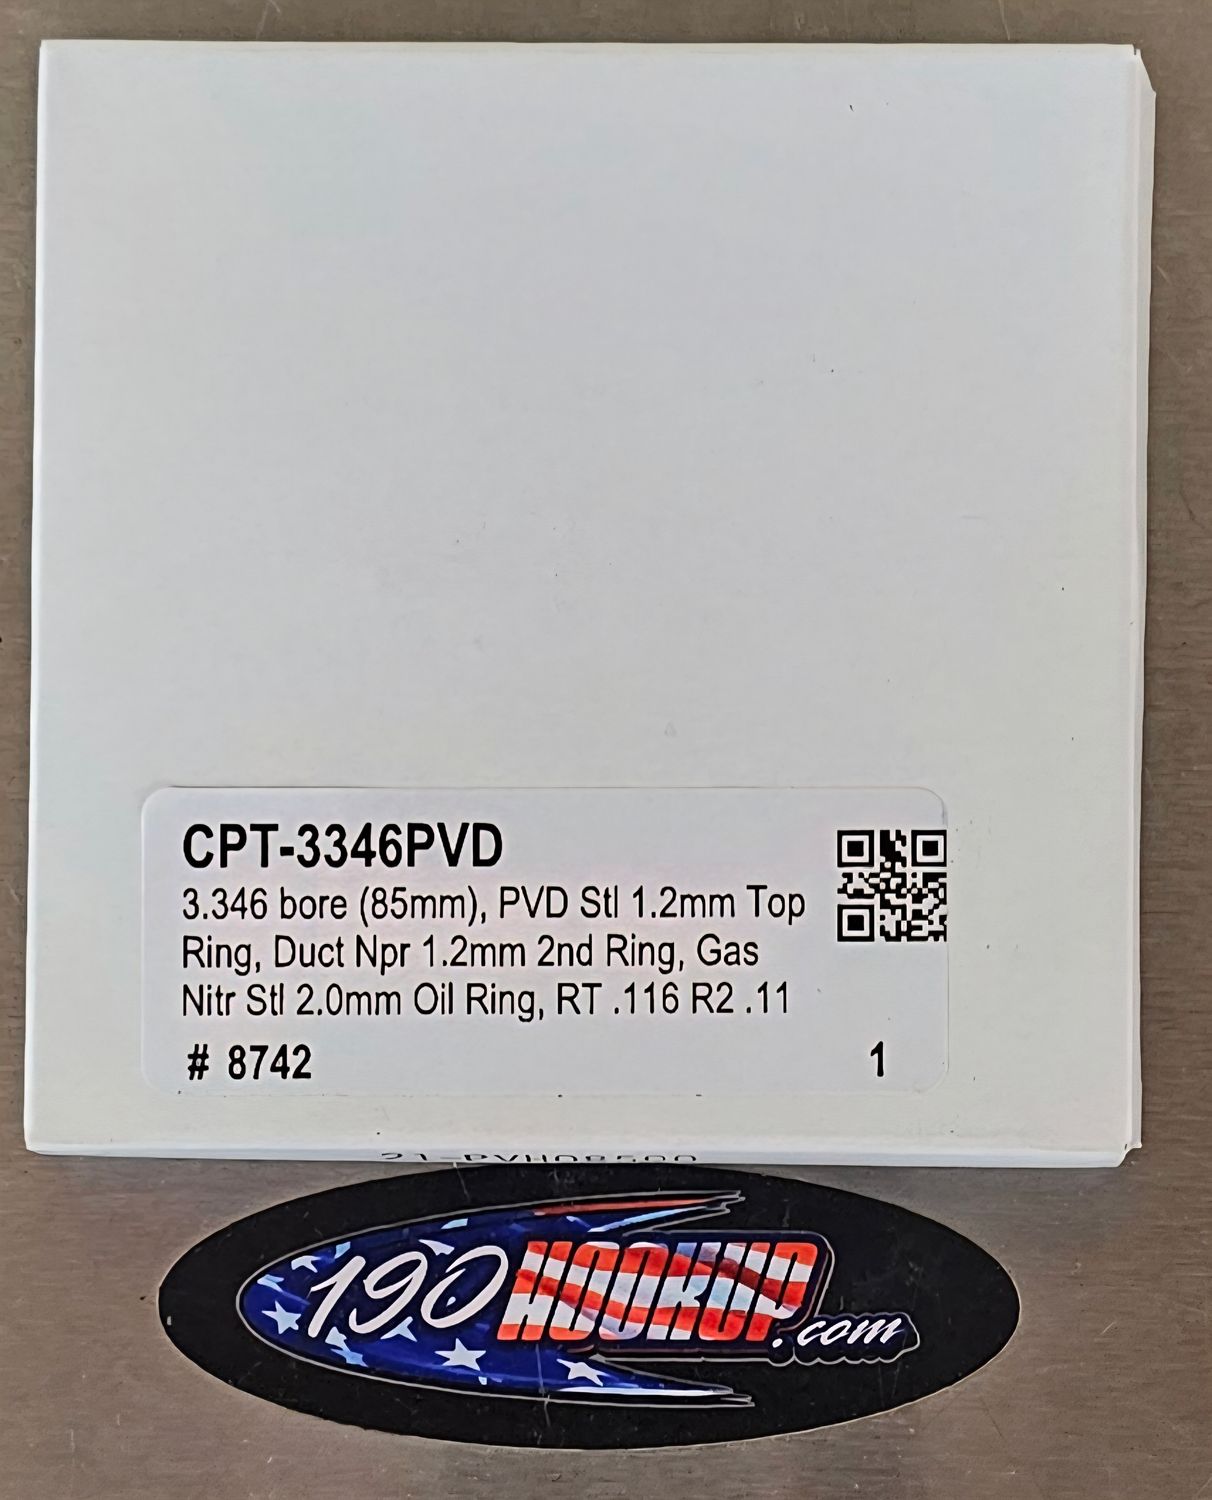 CPT-3346PVD
3.346 bore (85mm), PVD Stl 1.2mm Top
Ring, Duct Npr 1.2mm 2nd Ring, Gas
Nitr Stl 2.0mm Oil Ring, RT .116 R2 .11
# 8742 1
190HOOKUP.com